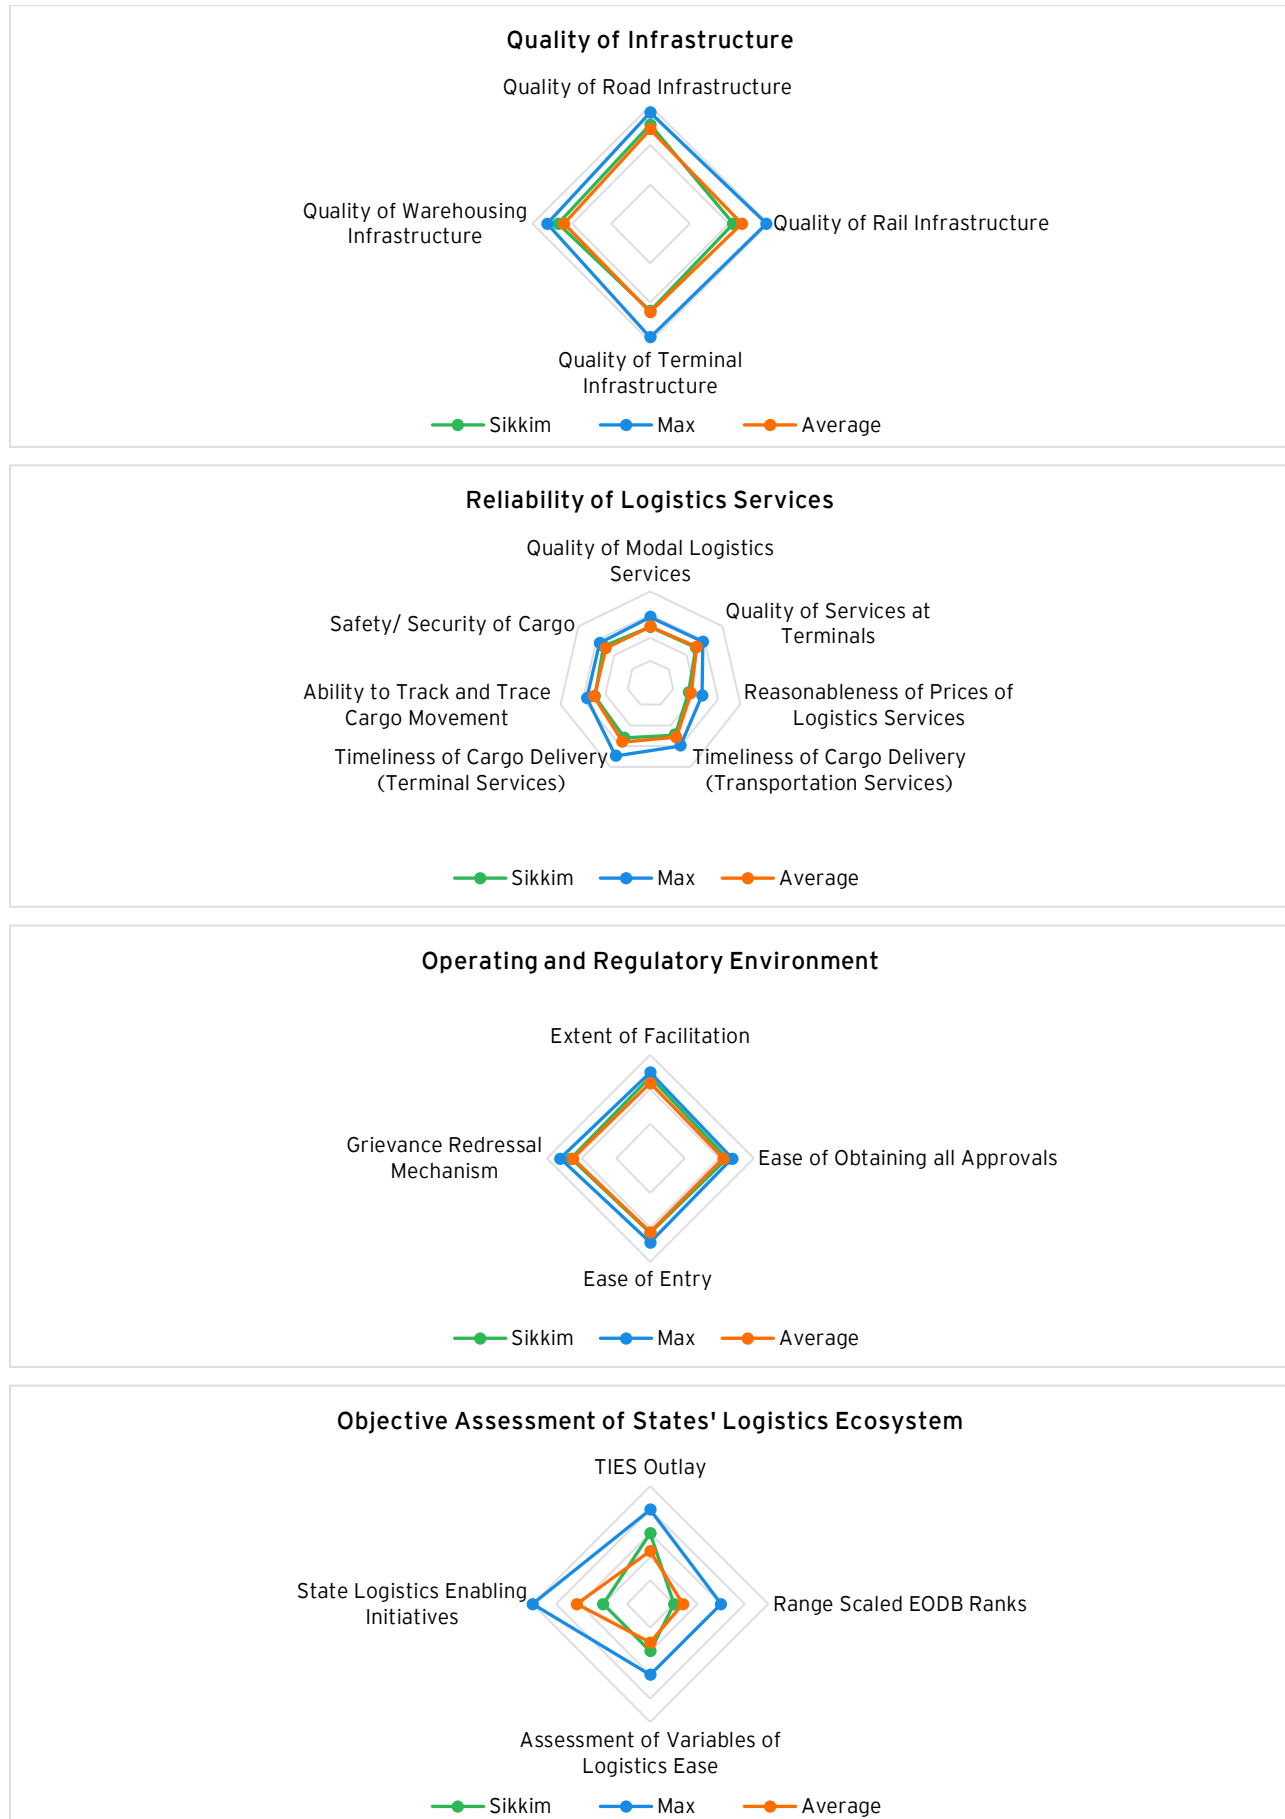 Quality of Infrastructure
Quality of Road Infrastructure
Quality of Warehousing
Infrastructure
Quality of Rail Infrastructure
Quality of Terminal
Infrastructure
Sikkim Max Average
Reliability of Logistics Services
Quality of Modal Logistics
Services
Quality of Services at
Terminals
Safety/ Security of Cargo
Ability to Track and Trace
Cargo Movement
Reasonableness of Prices of
Logistics Services
Timeliness of Cargo Delivery
(Terminal Services)
Timeliness of Cargo Delivery
(Transportation Services)
Sikkim Max Average
Operating and Regulatory Environment
Extent of Facilitation
Grievance Redressal
Mechanism
Ease of Obtaining all Approvals
Ease of Entry
Sikkim Max Average
Objective Assessment of States' Logistics Ecosystem
TIES Outlay
State Logistics Enabling
Initiatives
Range Scaled EODB Ranks
Assessment of Variables of
Logistics Ease
Sikkim Max Average